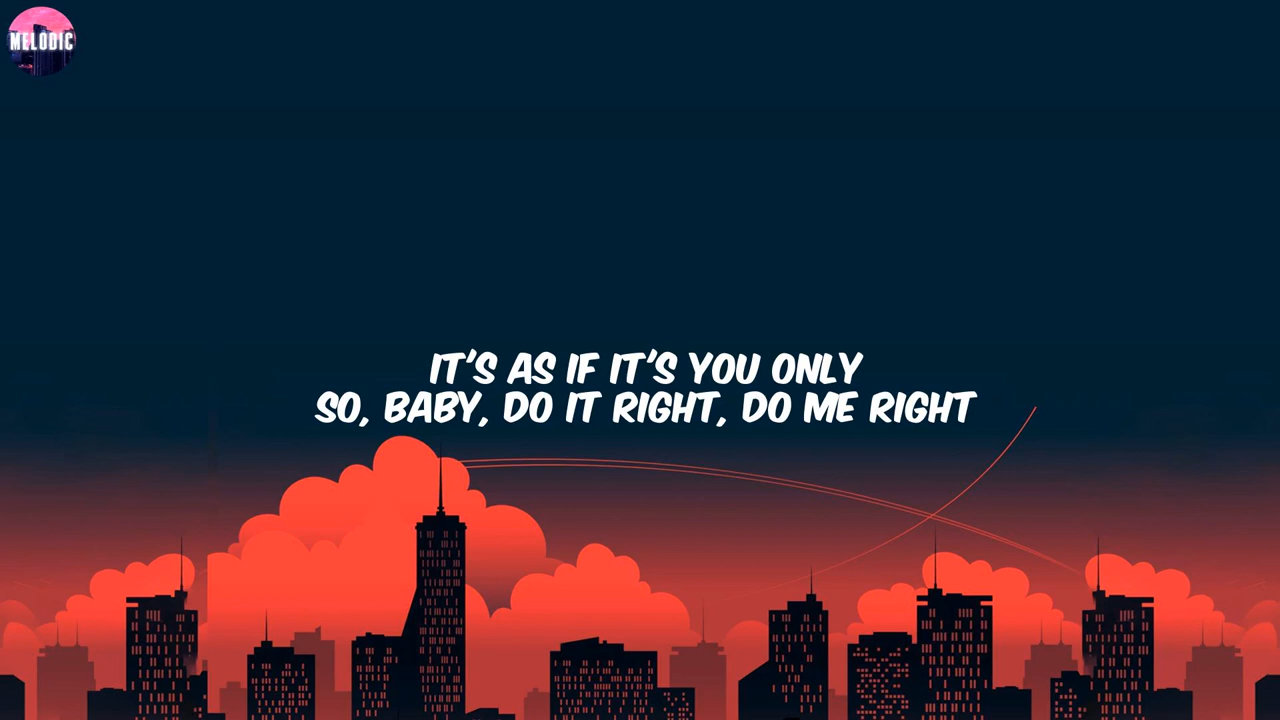 MELODIC
IT'S AS IF IT'S YOU ONLY
SO, BABY, DO IT RIGHT, DO ME RIGHT